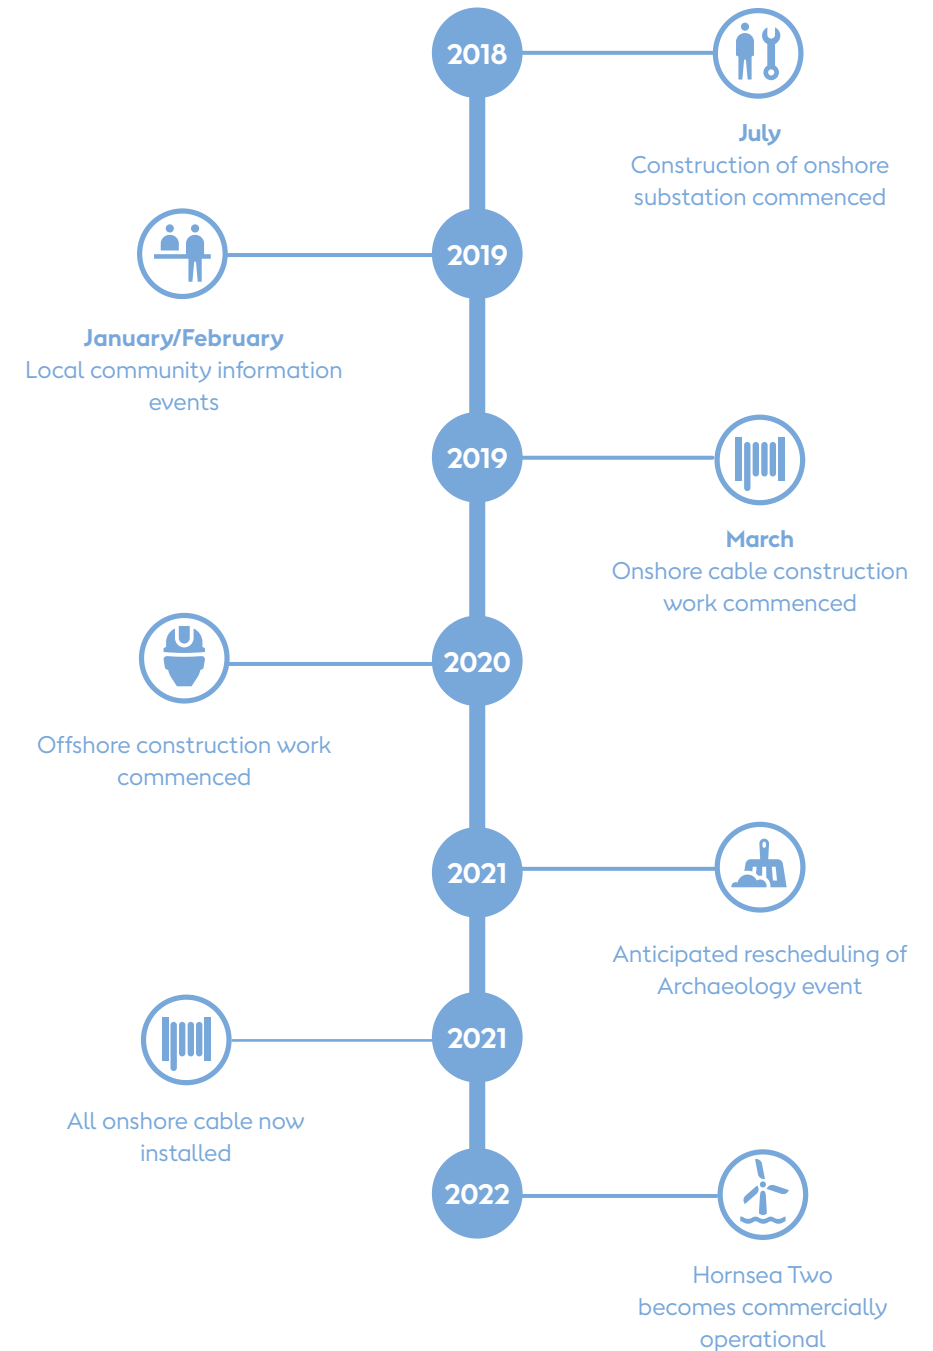 2018
July
Construction of onshore
substation commenced
2019
January/February
Local community information
events
2019
March
Onshore cable construction
work commenced
2020
Offshore construction work
commenced
2021
Anticipated rescheduling of
Archaeology event
2021
All onshore cable now
installed
2022
Hornsea Two
becomes commercially
operational